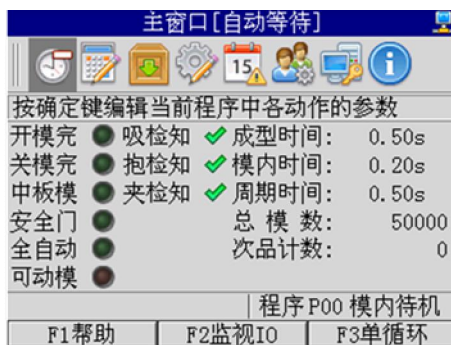 主窗口[自动等待]
15
按确定键编辑当前程序中各动作的参数
开模完 吸检知 成型时间: 0.50s
关模完 抱检知 模内时间: 0.20s
中板模 夹检知 周期时间: 0.50s
安全门 总 模 数: 50000
全自动 次品计数: 0
可动模
程序P00 模内待机
F1帮助 F2监视IO F3单循环